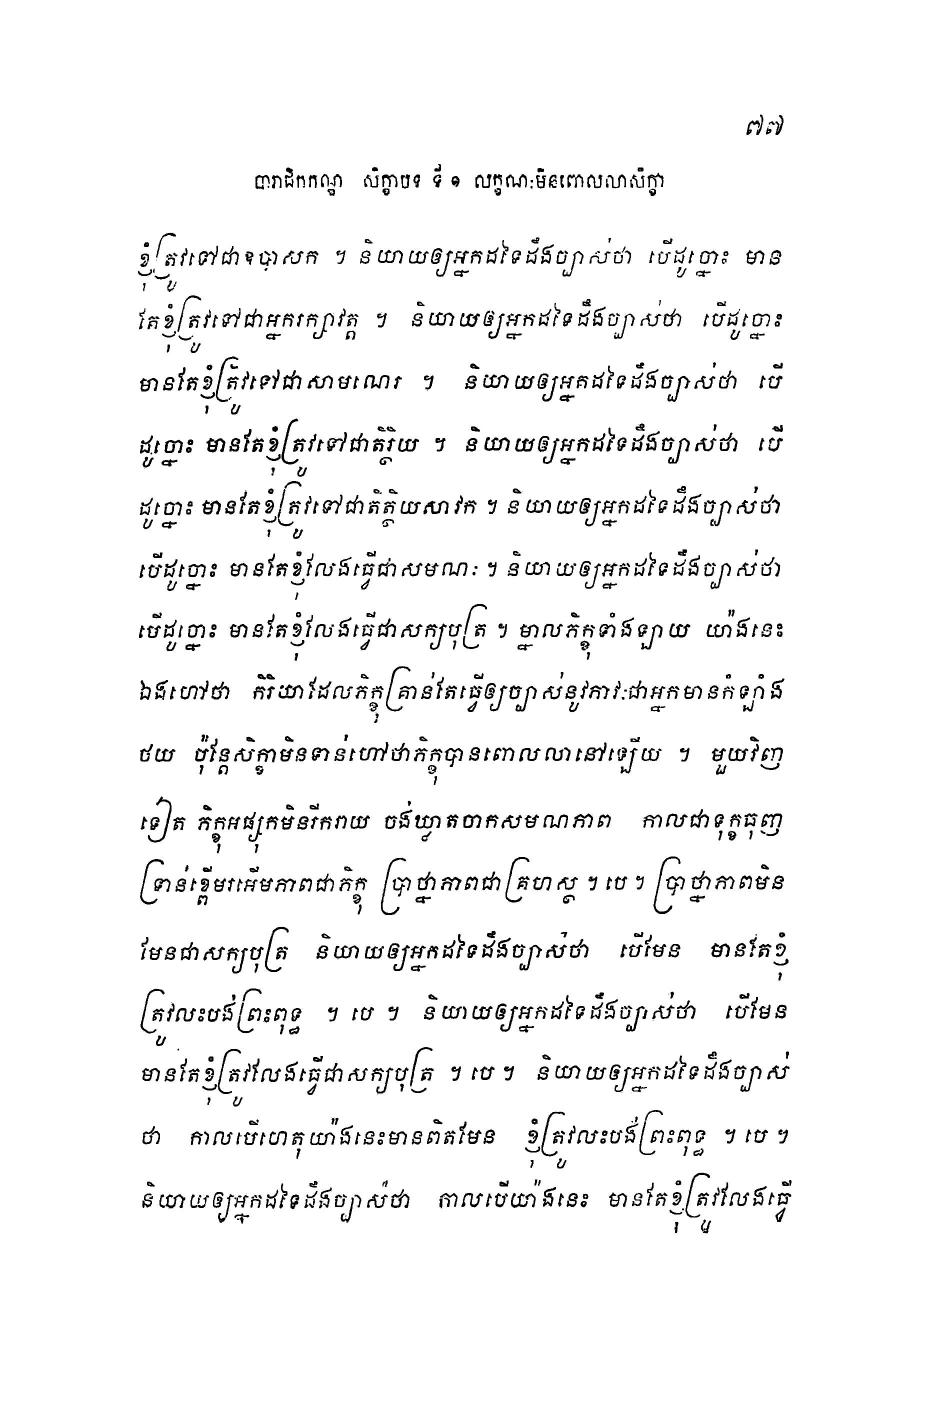 ៧៧
បារាជិកកណ្ឌ សិក្ខាបទ ទី ១ លក្ខណៈមិនពោលលាសិក្ខា
ខ្ញុំត្រូវទៅជាឧបាសក ។ និយាយឲ្យអ្នកដទៃដឹងច្បាស់ថា បើដូច្នោះ មាន
តែខ្ញុំត្រូវទៅជាអ្នករក្សាវត្ត ។ និយាយឲ្យអ្នកដទៃដឹងច្បាស់ថា បើដូច្នោះ
មានតែខ្ញុំត្រូវទៅជាសាមណេរ ។ និយាយឲ្យអ្នកដទៃដឹងច្បាស់ថា បើ
ដូច្នោះ មានតែខ្ញុំត្រូវទៅជាតិរ្ថិយ ។ និយាយឲ្យអ្នកដទៃដឹងច្បាស់ថា បើ
ដូច្នោះ មានតែខ្ញុំត្រូវទៅជាតិត្ថិយសាវក ។ និយាយឲ្យអ្នកដទៃដឹងច្បាស់ថា
បើដូច្នោះ មានតែខ្ញុំលែងធ្វើជាសមណៈ ។ និយាយឲ្យអ្នកដទៃដឹងច្បាស់ថា
បើដូច្នោះ មានតែខ្ញុំលែងធ្វើជាសក្យបុត្រ ។ ម្នាលភិក្ខុទាំងឡាយ យ៉ាងនេះ
ឯងហៅថា កិរិយាដែលភិក្ខុគ្រាន់តែធ្វើឲ្យច្បាស់នូវភាវៈជាអ្នកមានកំឡាំង
ថយ ប៉ុន្តែសិក្ខាមិនទាន់ហៅថាភិក្ខុបានពោលលានៅឡើយ ។ មួយវិញ
ទៀត ភិក្ខុអផ្សុកមិនរីករាយ ចង់ឃ្លាតចាកសមណភាព កាលជាទុក្ខធុញ
ទ្រាន់ខ្ពើមរអើមភាពជាភិក្ខុ ប្រាថ្នាភាពជាគ្រហស្ថ ។ បេ ។ ប្រាថ្នាភាពមិន
មែនជាសក្យបុត្រ និយាយឲ្យអ្នកដទៃដឹងច្បាស់ថា បើមែន មានតែខ្ញុំ
ត្រូវលះបង់ព្រះពុទ្ធ ។ បេ ។ និយាយឲ្យអ្នកដទៃដឹងច្បាស់ថា បើមែន
មានតែខ្ញុំត្រូវលែងធ្វើជាសក្យបុត្រ ។ បេ ។ និយាយឲ្យអ្នកដទៃដឹងច្បាស់
ថា កាលបើហេតុយ៉ាងនេះមានពិតមែន ខ្ញុំត្រូវលះបង់ព្រះពុទ្ធ ។ បេ ។
និយាយឲ្យអ្នកដទៃដឹងច្បាស់ថា កាលបើយ៉ាងនេះ មានតែខ្ញុំត្រូវលែងធ្វើ